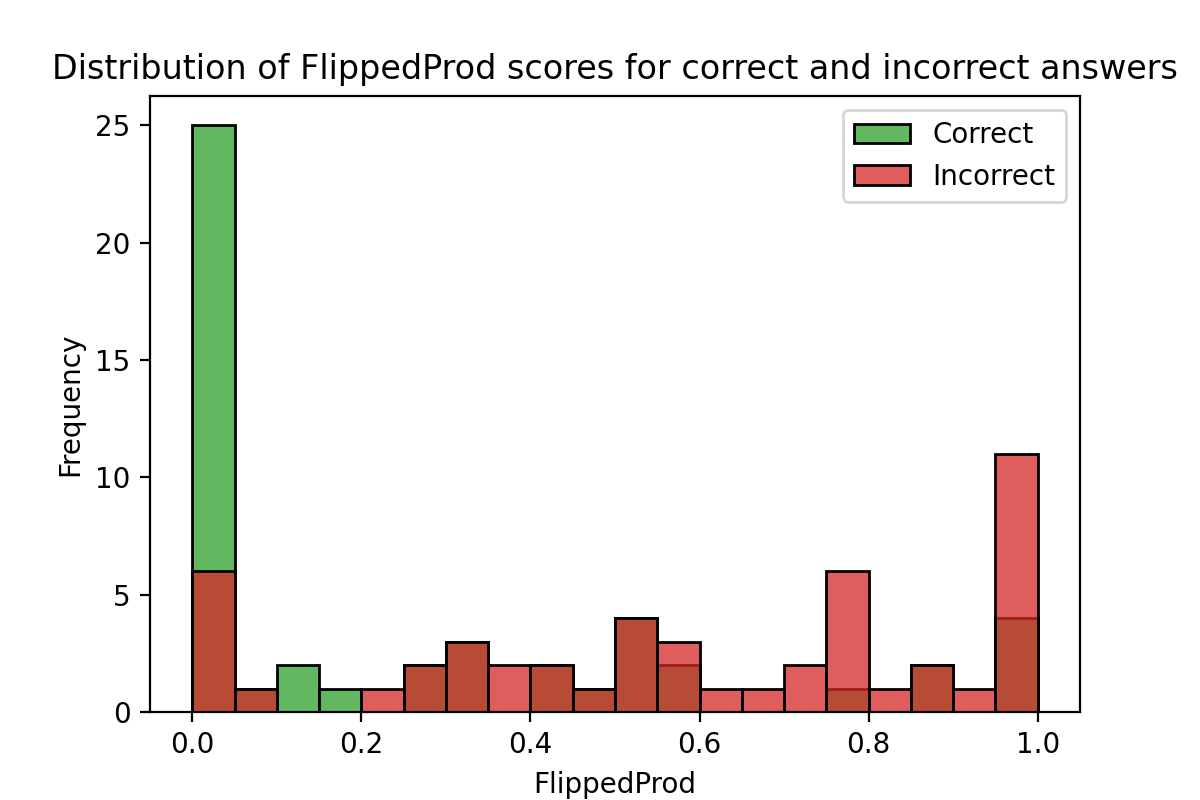 Distribution of FlippedProd scores for correct and incorrect answers
Correct
Incorrect
25
20
15
10
5
0
Frequency
0.0 0.2 0.4 0.6 0.8 1.0
FlippedProd